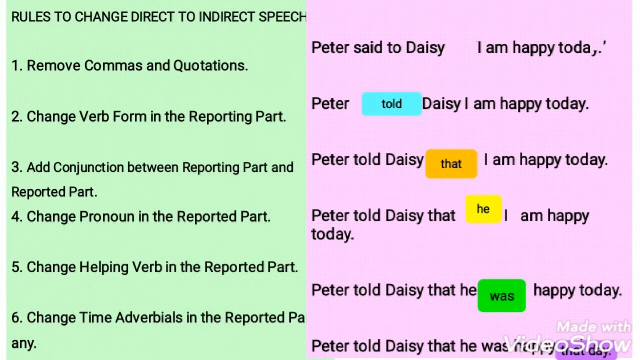 RULES TO CHANGE DIRECT TO INDIRECT SPEECH
1. Remove Commas and Quotations.
2. Change Verb Form in the Reporting Part.
3. Add Conjunction between Reporting Part and
Reported Part.
4. Change Pronoun in the Reported Part.
5. Change Helping Verb in the Reported Part.
6. Change Time Adverbials in the Reported Pa
any.
Peter said to Daisy I am happy today.'
Peter told Daisy I am happy today.
Peter told Daisy that I am happy today.
Peter told Daisy that he I am happy
today.
Peter told Daisy that he was happy today.
Peter told Daisy that he was happy that day.
Made with
VideoShow